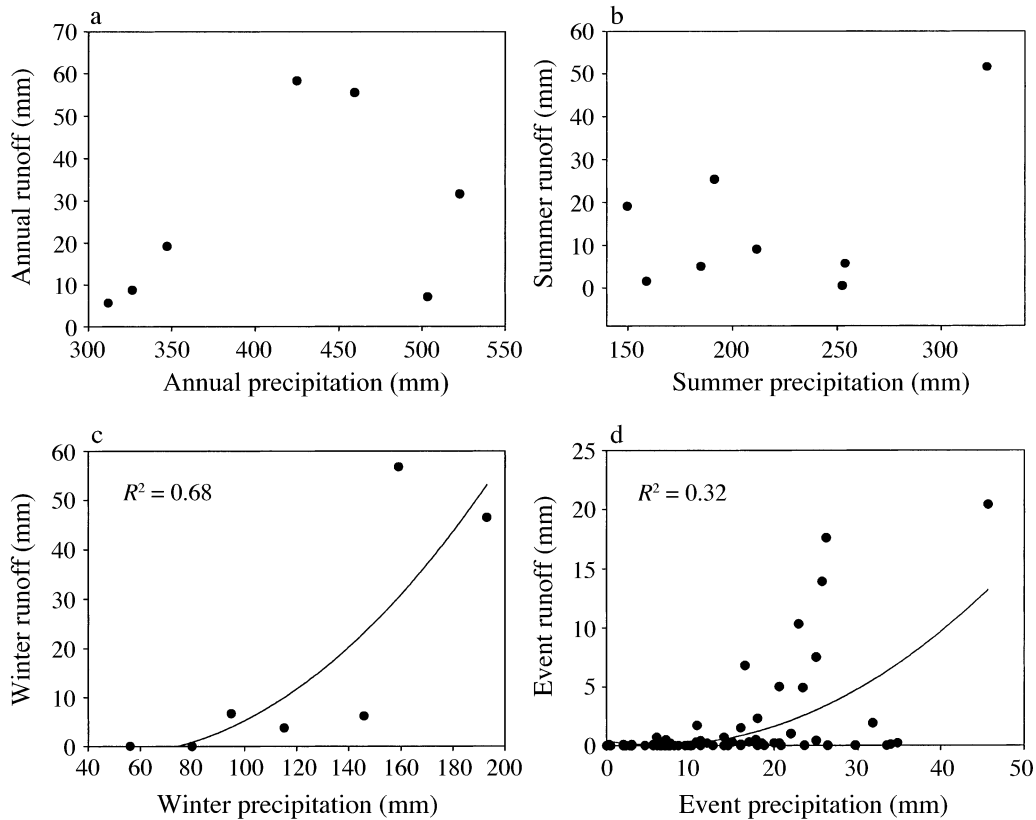 a
70
60
50
40
30
20
10
0
Annual runoff (mm)
300 350 400 450 500 550
Annual precipitation (mm)
b
60
50
40
30
20
10
0
Summer runoff (mm)
150 200 250 300
Summer precipitation (mm)
c
60
50
40
30
20
10
0
Winter runoff (mm)
R² = 0.68
40 60 80 100 120 140 160 180 200
Winter precipitation (mm)
d
25
20
15
10
5
0
Event runoff (mm)
R² = 0.32
0 10 20 30 40 50
Event precipitation (mm)